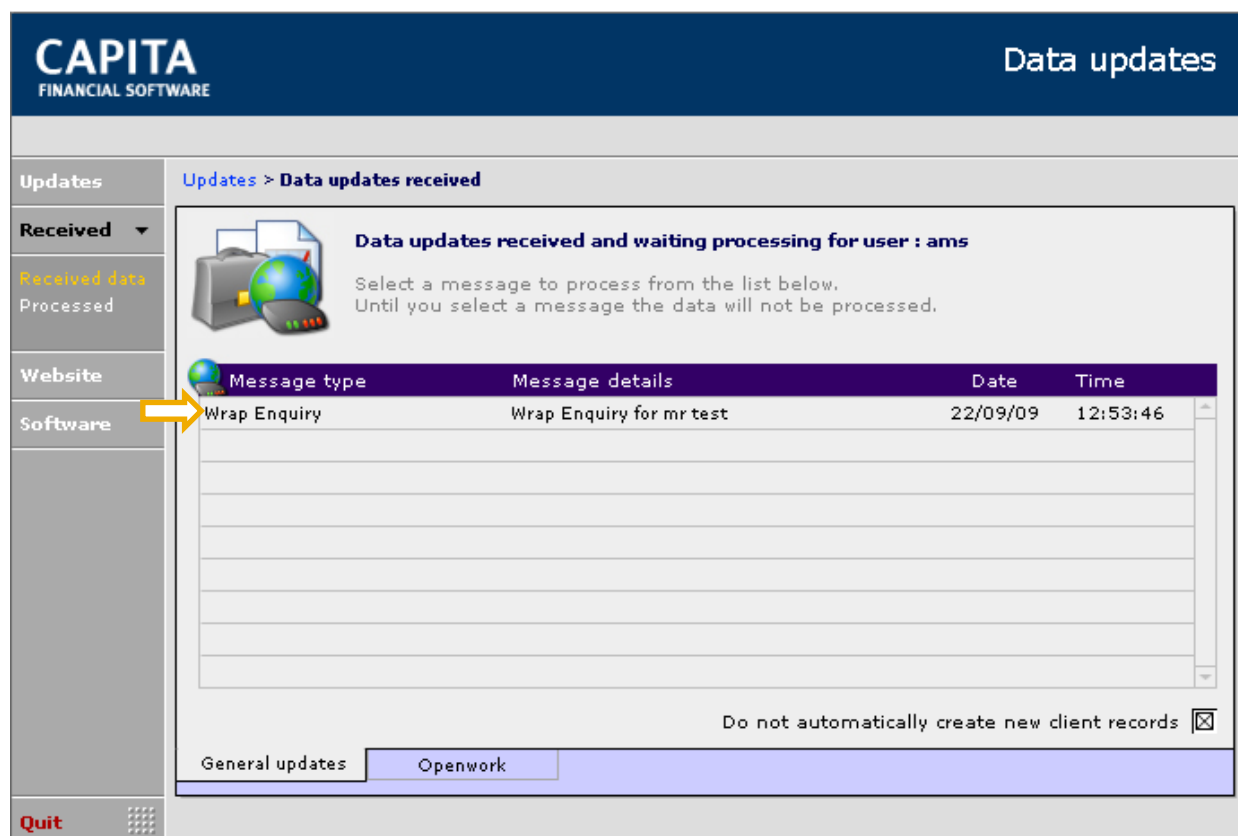 CAPITA
FINANCIAL SOFTWARE
Data updates
Updates
Received
Received data
Processed
Website
Software
Quit
Updates > Data updates received
Data updates received and waiting processing for user : ams
Select a message to process from the list below.
Until you select a message the data will not be processed.
Message type Message details Date Time
Wrap Enquiry Wrap Enquiry for mr test 22/09/09 12:53:46
Do not automatically create new client records
General updates Openwork